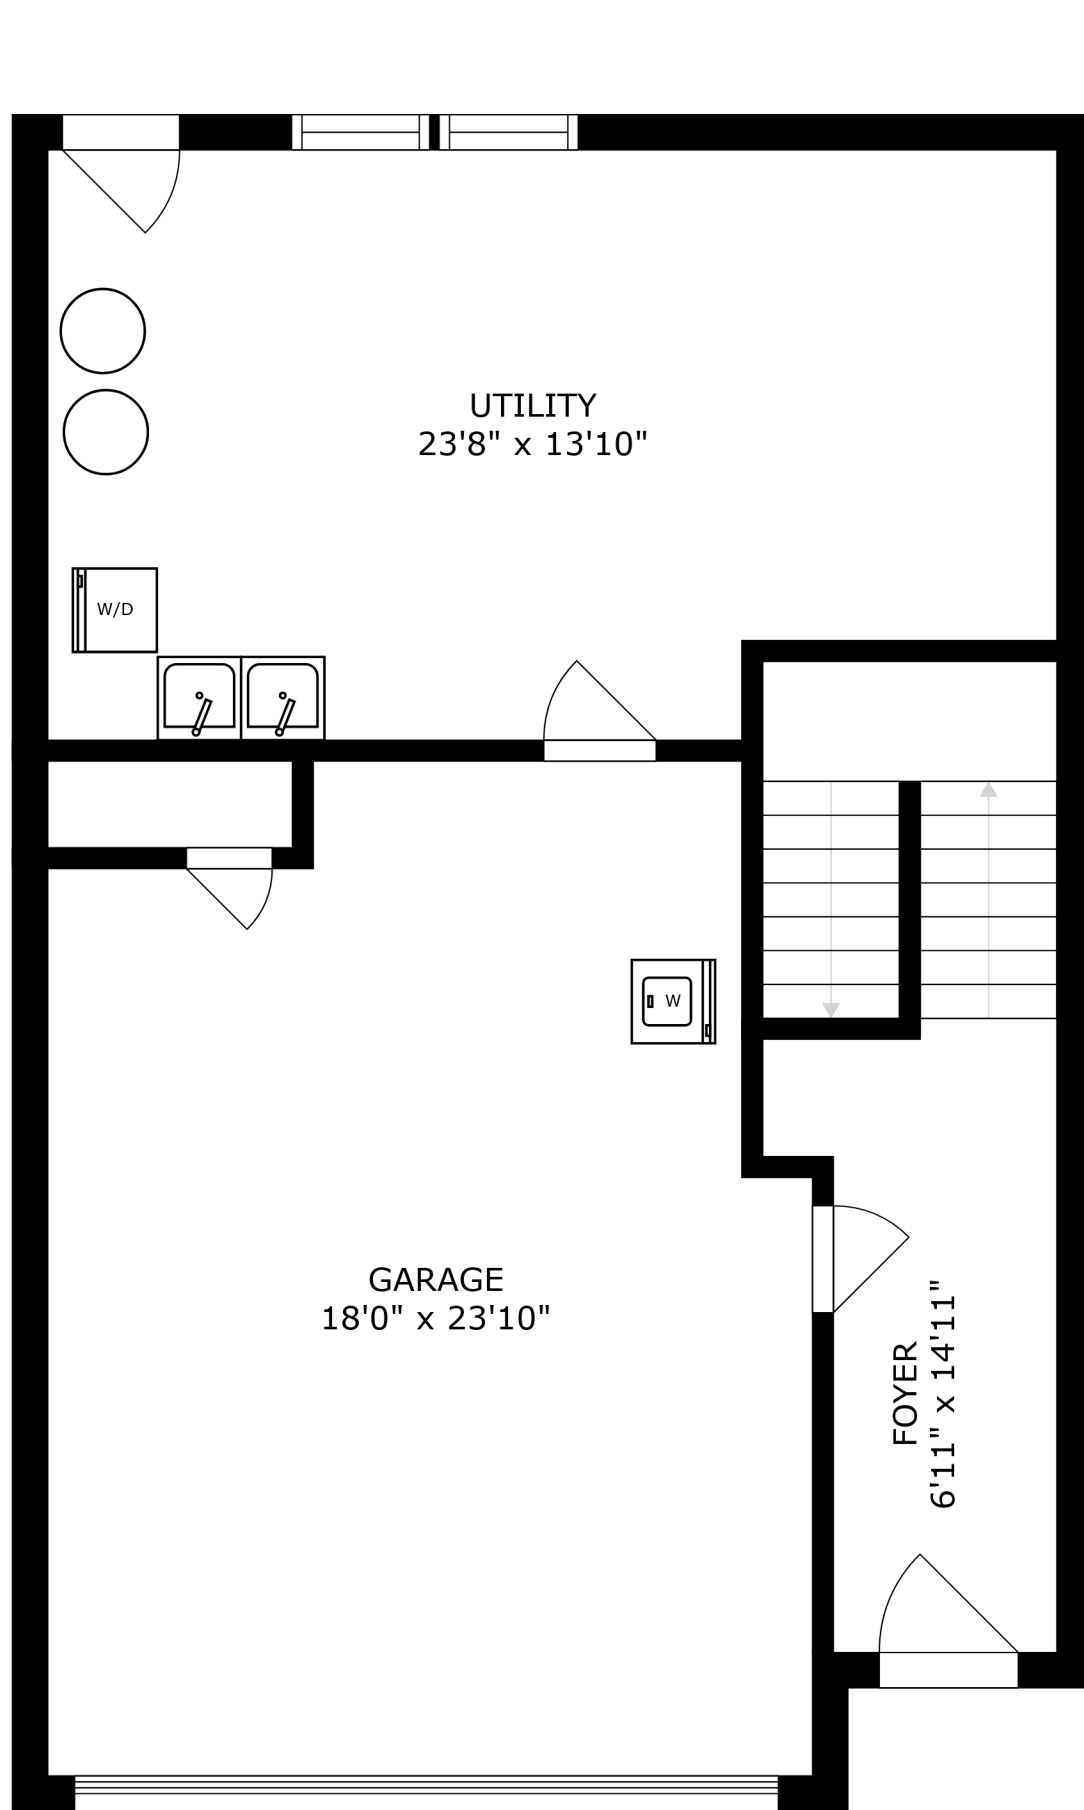 UTILITY
23'8" x 13'10"
W/D
W
GARAGE
18'0" x 23'10"
FOYER
6'11" x 14'11"